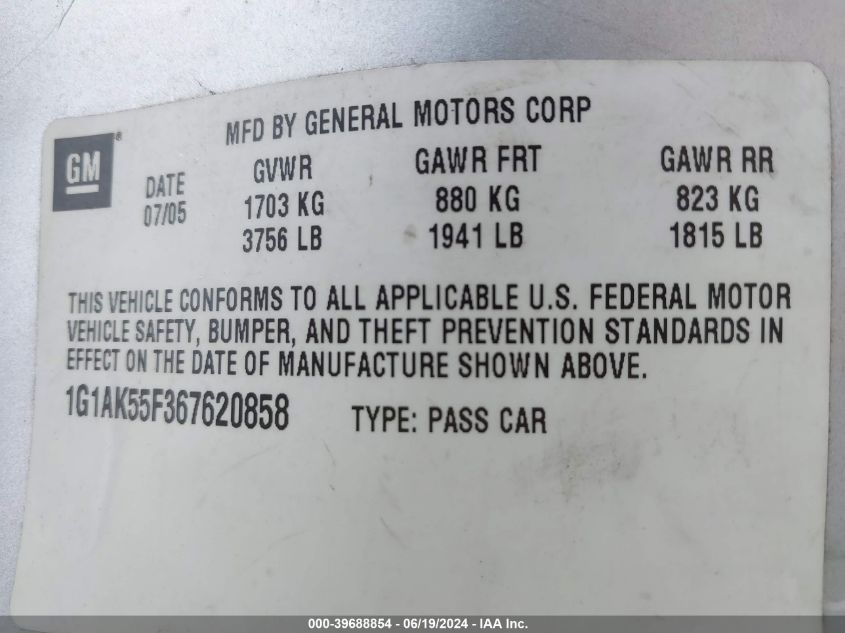 MFD BY GENERAL MOTORS CORP
GM®
DATE GVWR GAWR FRT GAWR RR
07/05 1703 KG 880 KG 823 KG
3756 LB 1941 LB 1815 LB
THIS VEHICLE CONFORMS TO ALL APPLICABLE U.S. FEDERAL MOTOR
VEHICLE SAFETY, BUMPER, AND THEFT PREVENTION STANDARDS IN
EFFECT ON THE DATE OF MANUFACTURE SHOWN ABOVE.
1G1AK55F367620858 TYPE: PASS CAR
000-39688854 - 06/19/2024 - IAA Inc.